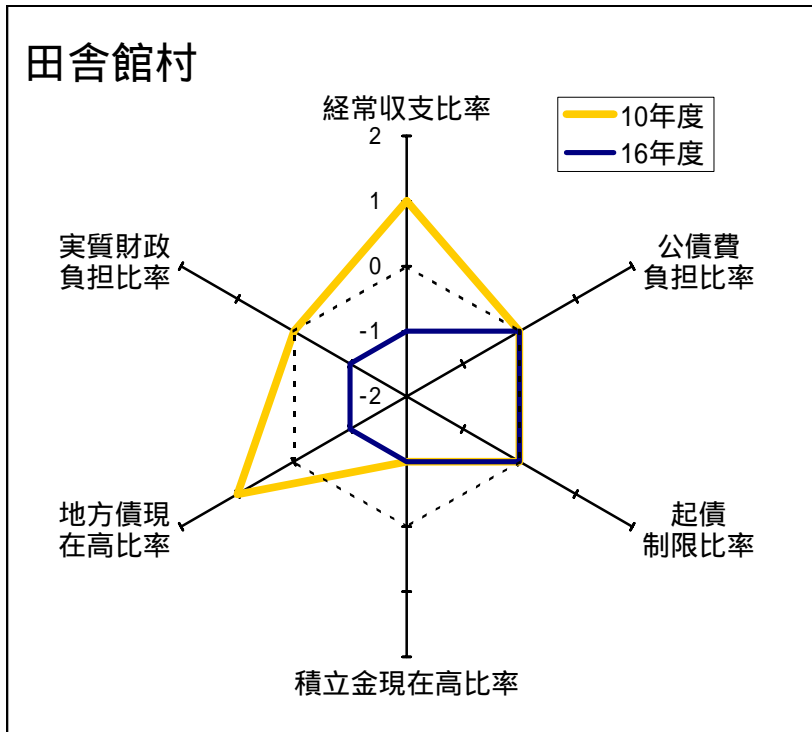 田舎館村
経常収支比率
10年度
16年度
2
1
0
-1
-2
実質財政
負担比率
公債費
負担比率
地方債現
在高比率
起債
制限比率
積立金現在高比率